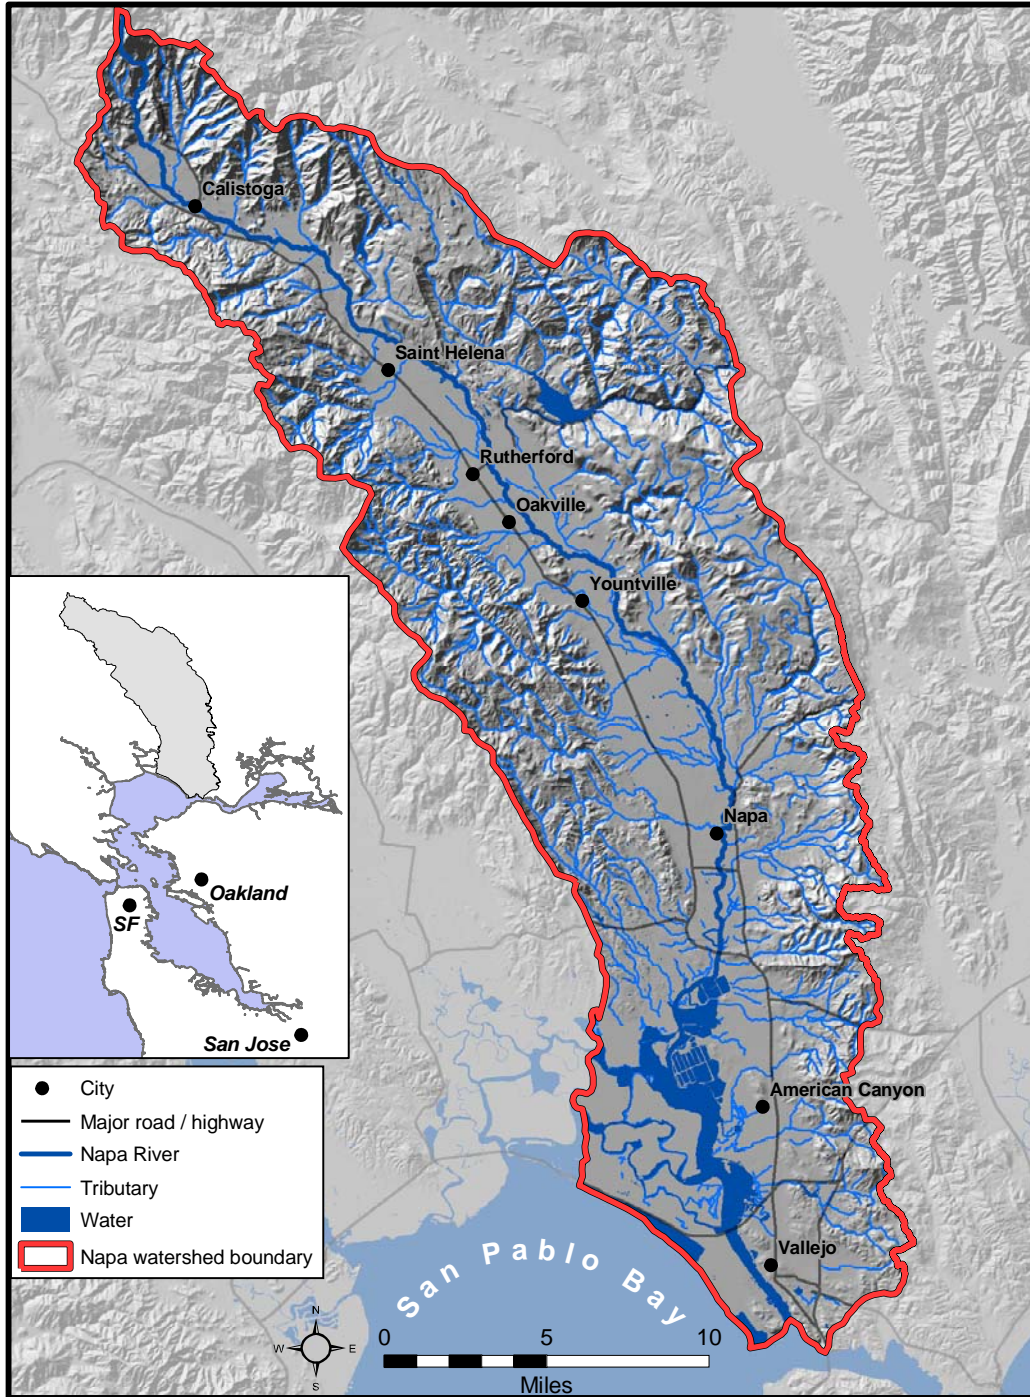 Calistoga
Saint Helena
Rutherford
Oakville
Yountville
Napa
American Canyon
Vallejo
San Pablo Bay
Oakland
SF
San Jose
City
Major road / highway
Napa River
Tributary
Water
Napa watershed boundary
N
W E
S
0 5 10
Miles